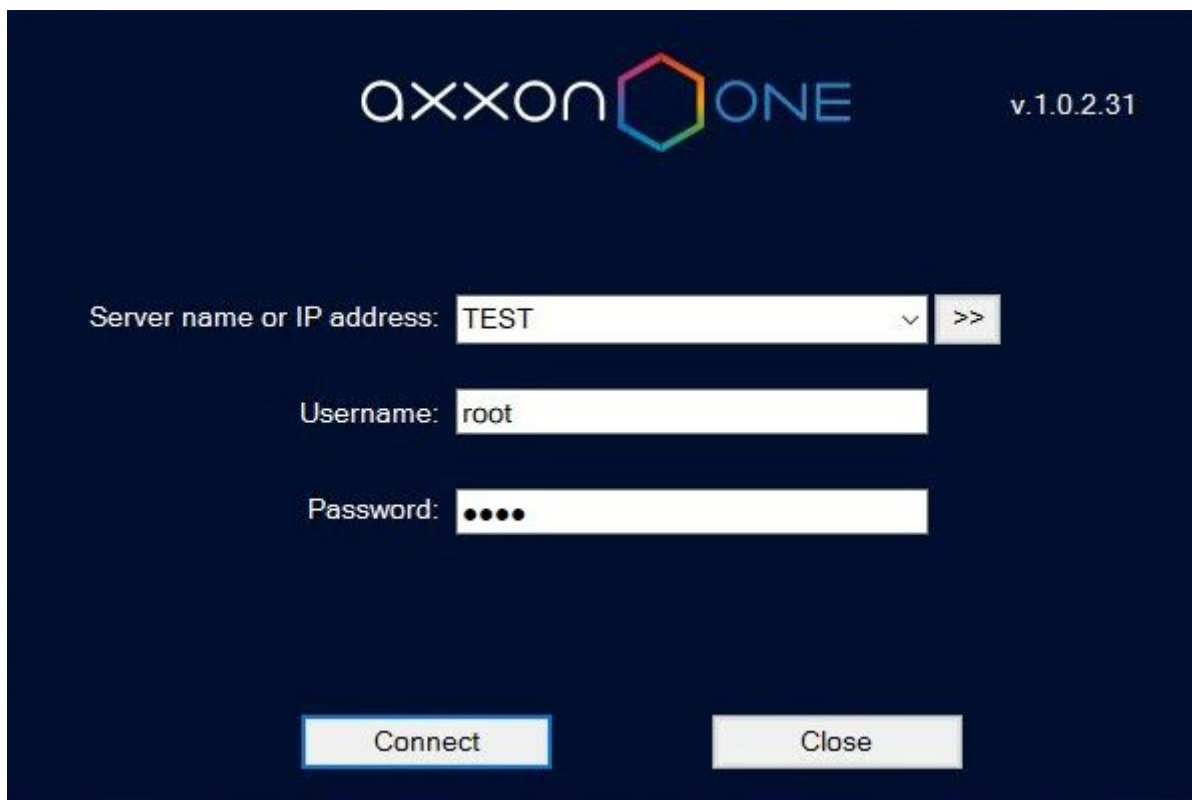 axxon ONE
v.1.0.2.31
Server name or IP address: TEST >>
Username: root
Password: ••••
Connect Close